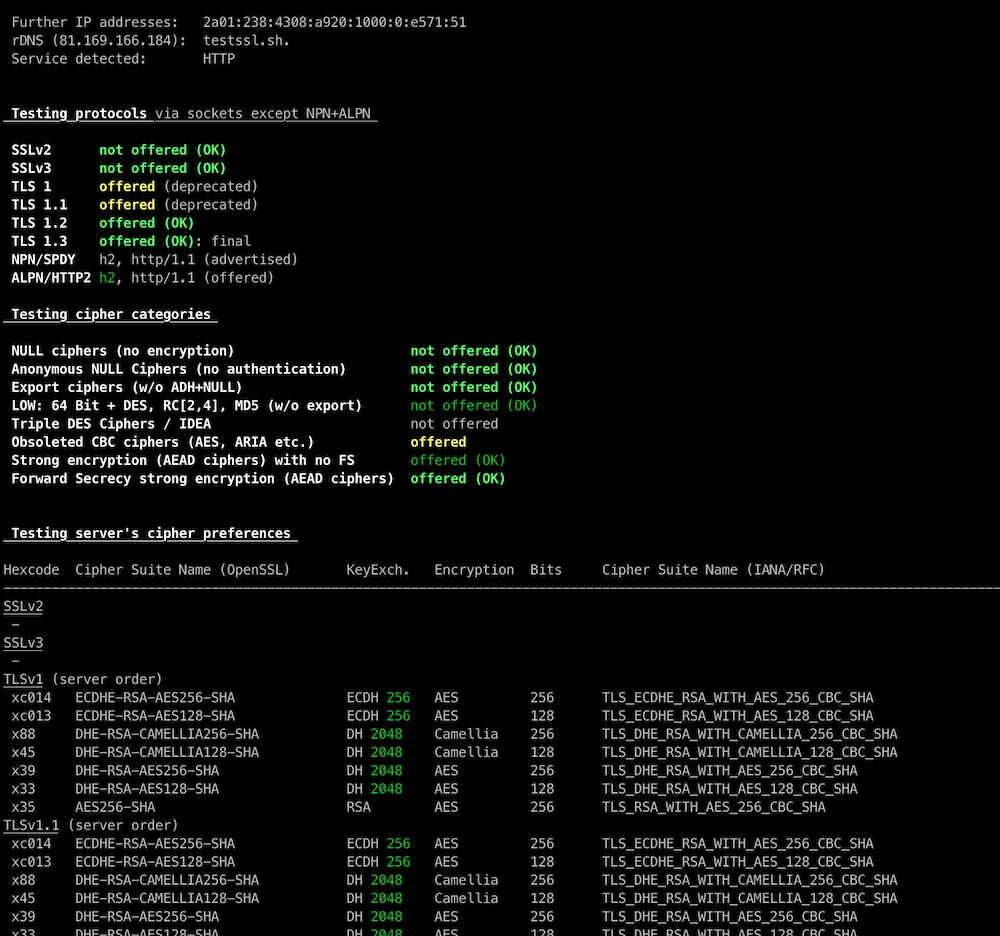 Further IP addresses:   2a01:238:4308:a920:1000:0:e571:51
rDNS (81.169.166.184):  testssl.sh.
Service detected:       HTTP
Testing protocols via sockets except NPN+ALPN
SSLv2      not offered (OK)
SSLv3      not offered (OK)
TLS 1      offered (deprecated)
TLS 1.1    offered (deprecated)
TLS 1.2    offered (OK)
TLS 1.3    offered (OK): final
NPN/SPDY   h2, http/1.1 (advertised)
ALPN/HTTP2 h2, http/1.1 (offered)
Testing cipher categories
NULL ciphers (no encryption)                      not offered (OK)
Anonymous NULL Ciphers (no authentication)        not offered (OK)
Export ciphers (w/o ADH+NULL)                     not offered (OK)
LOW: 64 Bit + DES, RC[2,4], MD5 (w/o export)      not offered (OK)
Triple DES Ciphers / IDEA                         not offered
Obsoleted CBC ciphers (AES, ARIA etc.)            offered
Strong encryption (AEAD ciphers) with no FS       offered (OK)
Forward Secrecy strong encryption (AEAD ciphers)  offered (OK)
Testing server's cipher preferences
Hexcode  Cipher Suite Name (OpenSSL)       KeyExch.   Encryption  Bits     Cipher Suite Name (IANA/RFC)
SSLv2
-
SSLv3
-
TLSv1 (server order)
xc014   ECDHE-RSA-AES256-SHA              ECDH 256   AES         256      TLS_ECDHE_RSA_WITH_AES_256_CBC_SHA
xc013   ECDHE-RSA-AES128-SHA              ECDH 256   AES         128      TLS_ECDHE_RSA_WITH_AES_128_CBC_SHA
x88     DHE-RSA-CAMELLIA256-SHA           DH 2048    Camellia    256      TLS_DHE_RSA_WITH_CAMELLIA_256_CBC_SHA
x45     DHE-RSA-CAMELLIA128-SHA           DH 2048    Camellia    128      TLS_DHE_RSA_WITH_CAMELLIA_128_CBC_SHA
x39     DHE-RSA-AES256-SHA                DH 2048    AES         256      TLS_DHE_RSA_WITH_AES_256_CBC_SHA
x33     DHE-RSA-AES128-SHA                DH 2048    AES         128      TLS_DHE_RSA_WITH_AES_128_CBC_SHA
x35     AES256-SHA                        RSA        AES         256      TLS_RSA_WITH_AES_256_CBC_SHA
TLSv1.1 (server order)
xc014   ECDHE-RSA-AES256-SHA              ECDH 256   AES         256      TLS_ECDHE_RSA_WITH_AES_256_CBC_SHA
xc013   ECDHE-RSA-AES128-SHA              ECDH 256   AES         128      TLS_ECDHE_RSA_WITH_AES_128_CBC_SHA
x88     DHE-RSA-CAMELLIA256-SHA           DH 2048    Camellia    256      TLS_DHE_RSA_WITH_CAMELLIA_256_CBC_SHA
x45     DHE-RSA-CAMELLIA128-SHA           DH 2048    Camellia    128      TLS_DHE_RSA_WITH_CAMELLIA_128_CBC_SHA
x39     DHE-RSA-AES256-SHA                DH 2048    AES         256      TLS_DHE_RSA_WITH_AES_256_CBC_SHA
x33     DHE-RSA-AES128-SHA                DH 2048    AES         128      TLS_DHE_RSA_WITH_AES_128_CBC_SHA